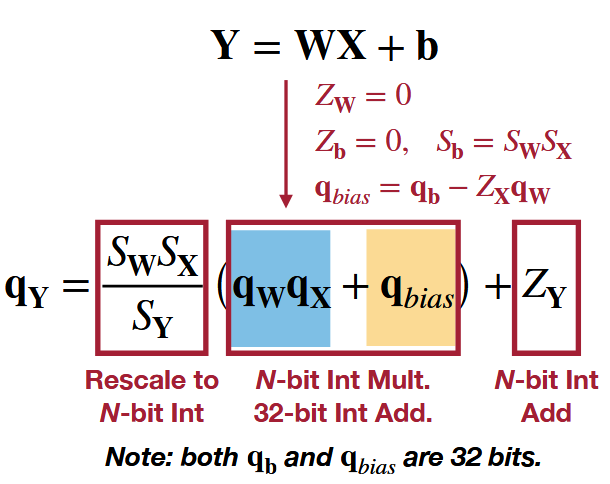 Y = WX + b
Z_W = 0
Z_b = 0, S_b = S_W S_X
q_bias = q_b − Z_X q_W
q_Y = S_W S_X / S_Y (q_W q_X + q_bias) + Z_Y
Rescale to N-bit Int Mult. N-bit Int
N-bit Int 32-bit Int Add. Add
Note: both q_b and q_bias are 32 bits.